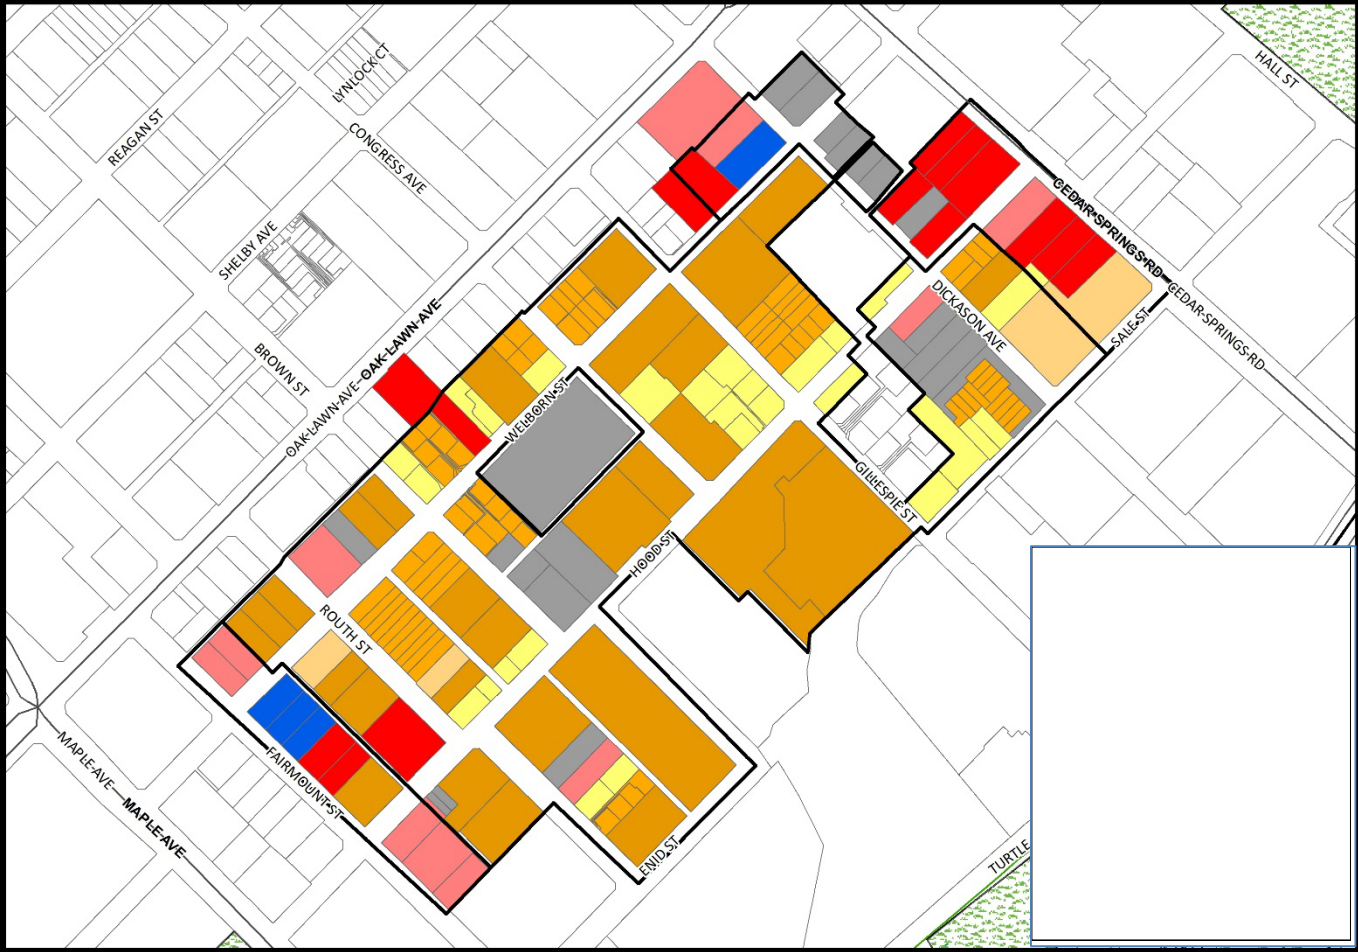 HALL ST
LYNLOCK CT
REAGAN ST
CONGRESS AVE
CEDAR SPRINGS RD
SHELBY AVE
CEDAR SPRINGS RD
DICKASON AVE
SALE ST
OAK LAWN AVE
OAK LAWN AVE
BROWN ST
WELBORN ST
GILLESPIE ST
HOOD ST
ROUTH ST
MAPLE AVE
FAIRMOUNT ST
MAPLE AVE
ENID ST
TURTLE